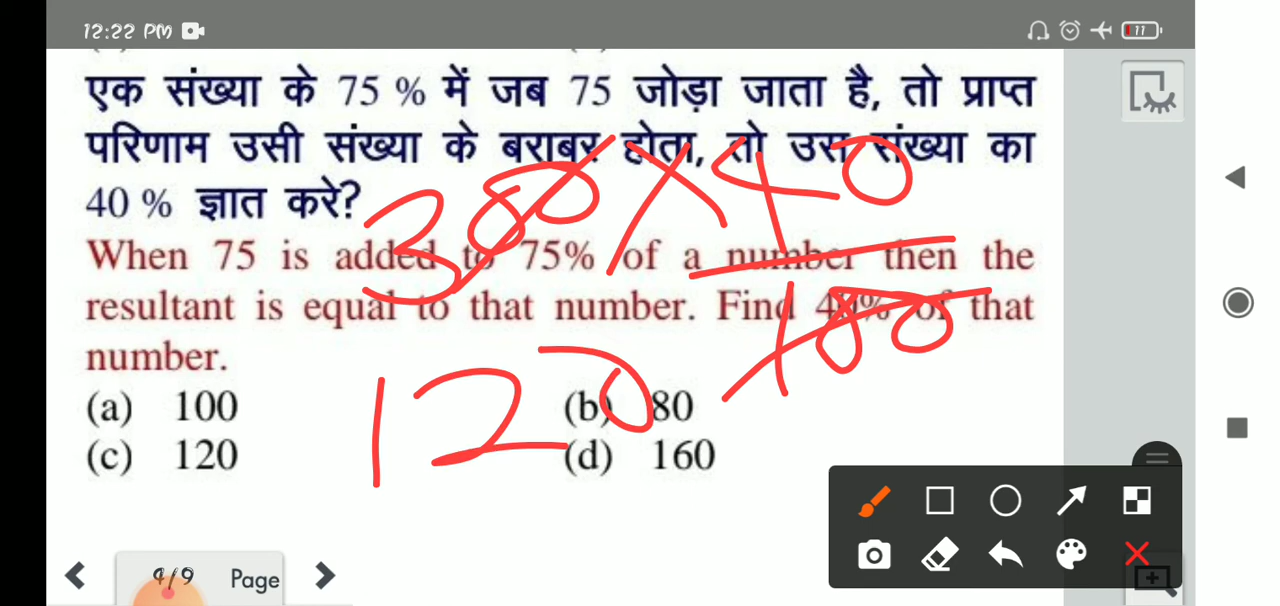 12:22 PM
11
एक संख्या के 75 % में जब 75 जोड़ा जाता है, तो प्राप्त
परिणाम उसी संख्या के बराबर होता, तो उस संख्या का
40 % ज्ञात करे?
300 × 40
When 75 is added to 75% of a number then the
resultant is equal to that number. Find 40% of that
100
number.
120
(a) 100 (b) 80
(c) 120 (d) 160
4/9 Page